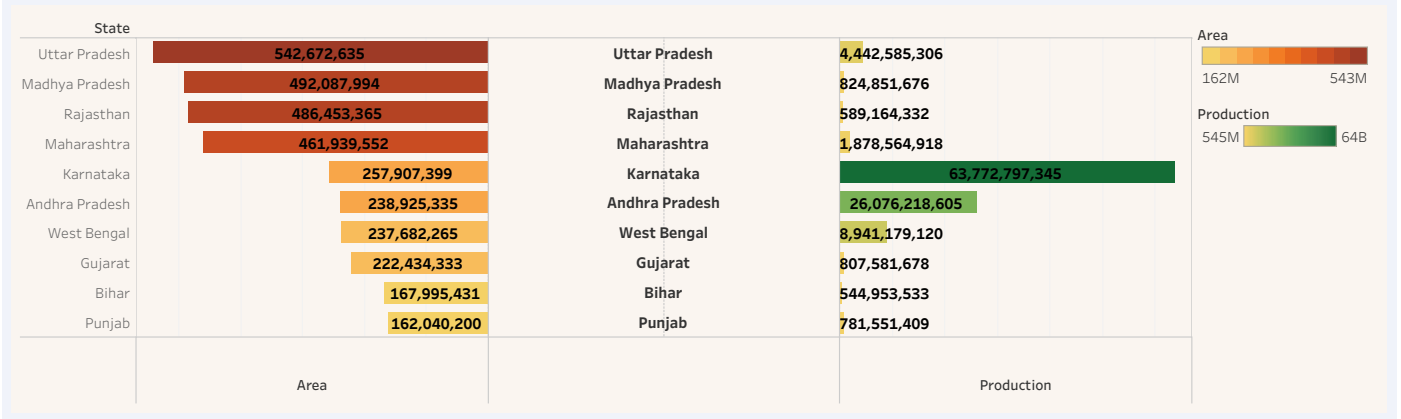 State
Area
Uttar Pradesh 542,672,635 Uttar Pradesh 4,442,585,306
162M 543M
Madhya Pradesh 492,087,994 Madhya Pradesh 824,851,676
Rajasthan 486,453,365 Rajasthan 589,164,332
Production
545M 64B
Maharashtra 461,939,552 Maharashtra 1,878,564,918
Karnataka 257,907,399 Karnataka 63,772,797,345
Andhra Pradesh 238,925,335 Andhra Pradesh 26,076,218,605
West Bengal 237,682,265 West Bengal 8,941,179,120
Gujarat 222,434,333 Gujarat 807,581,678
Bihar 167,995,431 Bihar 544,953,533
Punjab 162,040,200 Punjab 781,551,409
Area Production